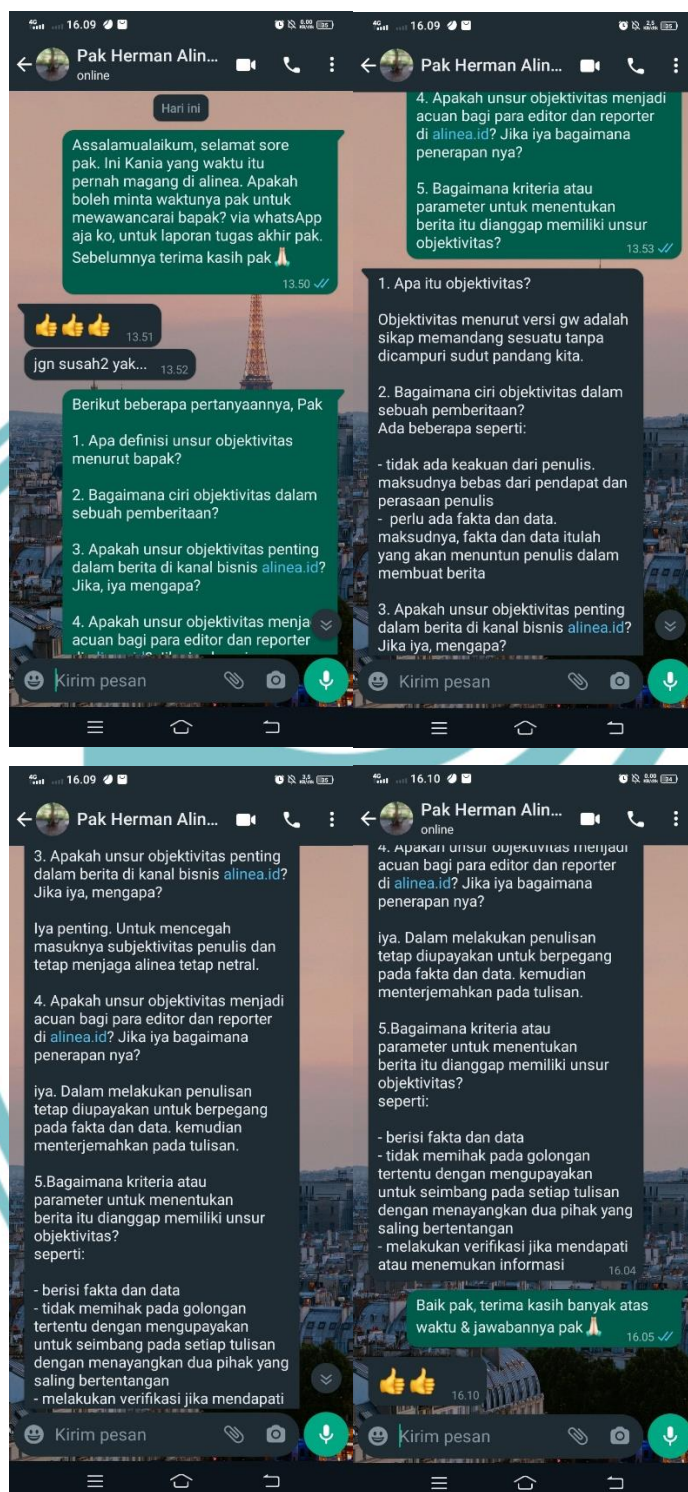 16.09
Pak Herman Alin...
online
Hari ini
Assalamualaikum, selamat sore
pak. Ini Kania yang waktu itu
pernah magang di alinea. Apakah
boleh minta waktunya pak untuk
mewawancarai bapak? via whatsApp
aja ko, untuk laporan tugas akhir pak.
Sebelumnya terima kasih pak🙏🏻
13.50
👍👍👍 13.51
jgn susah2 yak... 13.52
Berikut beberapa pertanyaannya, Pak
1. Apa definisi unsur objektivitas
menurut bapak?
2. Bagaimana ciri objektivitas dalam
sebuah pemberitaan?
3. Apakah unsur objektivitas penting
dalam berita di kanal bisnis alinea.id?
Jika, iya mengapa?
4. Apakah unsur objektivitas menja
acuan bagi para editor dan reporter
Kirim pesan
16.09
Pak Herman Alin...
4. Apakah unsur objektivitas menjadi
acuan bagi para editor dan reporter
di alinea.id? Jika iya bagaimana
penerapan nya?
5. Bagaimana kriteria atau
parameter untuk menentukan
berita itu dianggap memiliki unsur
objektivitas?
13.53
1. Apa itu objektivitas?
Objektivitas menurut versi gw adalah
sikap memandang sesuatu tanpa
dicampuri sudut pandang kita.
2. Bagaimana ciri objektivitas dalam
sebuah pemberitaan?
Ada beberapa seperti:
- tidak ada keakuan dari penulis.
maksudnya bebas dari pendapat dan
perasaan penulis
- perlu ada fakta dan data.
maksudnya, fakta dan data itulah
yang akan menuntun penulis dalam
membuat berita
3. Apakah unsur objektivitas penting
dalam berita di kanal bisnis alinea.id?
Jika iya, mengapa?
Kirim pesan
16.09
Pak Herman Alin...
3. Apakah unsur objektivitas penting
dalam berita di kanal bisnis alinea.id?
Jika iya, mengapa?
Iya penting. Untuk mencegah
masuknya subjektivitas penulis dan
tetap menjaga alinea tetap netral.
4. Apakah unsur objektivitas menjadi
acuan bagi para editor dan reporter
di alinea.id? Jika iya bagaimana
penerapan nya?
iya. Dalam melakukan penulisan
tetap diupayakan untuk berpegang
pada fakta dan data. kemudian
menterjemahkan pada tulisan.
5.Bagaimana kriteria atau
parameter untuk menentukan
berita itu dianggap memiliki unsur
objektivitas?
seperti:
- berisi fakta dan data
- tidak memihak pada golongan
tertentu dengan mengupayakan
untuk seimbang pada setiap tulisan
dengan menayangkan dua pihak yang
saling bertentangan
- melakukan verifikasi jika mendapati
Kirim pesan
16.10
Pak Herman Alin...
online
4. Apakah unsur objektivitas menjadi
acuan bagi para editor dan reporter
di alinea.id? Jika iya bagaimana
penerapan nya?
iya. Dalam melakukan penulisan
tetap diupayakan untuk berpegang
pada fakta dan data. kemudian
menterjemahkan pada tulisan.
5.Bagaimana kriteria atau
parameter untuk menentukan
berita itu dianggap memiliki unsur
objektivitas?
seperti:
- berisi fakta dan data
- tidak memihak pada golongan
tertentu dengan mengupayakan
untuk seimbang pada setiap tulisan
dengan menayangkan dua pihak yang
saling bertentangan
- melakukan verifikasi jika mendapati
atau menemukan informasi
16.04
Baik pak, terima kasih banyak atas
waktu & jawabannya pak🙏🏻
16.05
👍👍 16.10
Kirim pesan